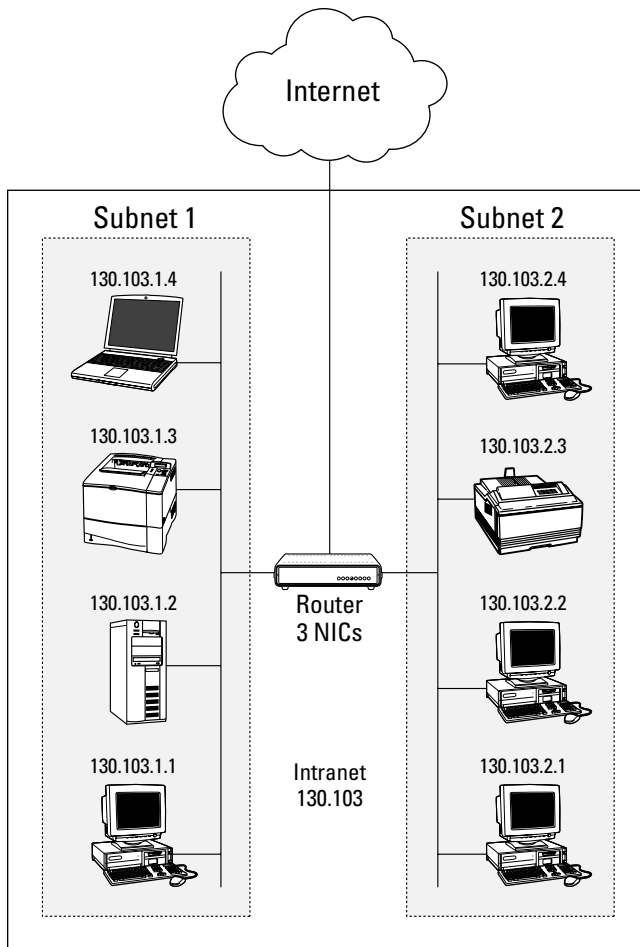 Internet
Subnet 1
Subnet 2
130.103.1.4
130.103.2.4
130.103.1.3
130.103.2.3
Router
3 NICs
130.103.1.2
130.103.2.2
130.103.1.1
Intranet
130.103
130.103.2.1